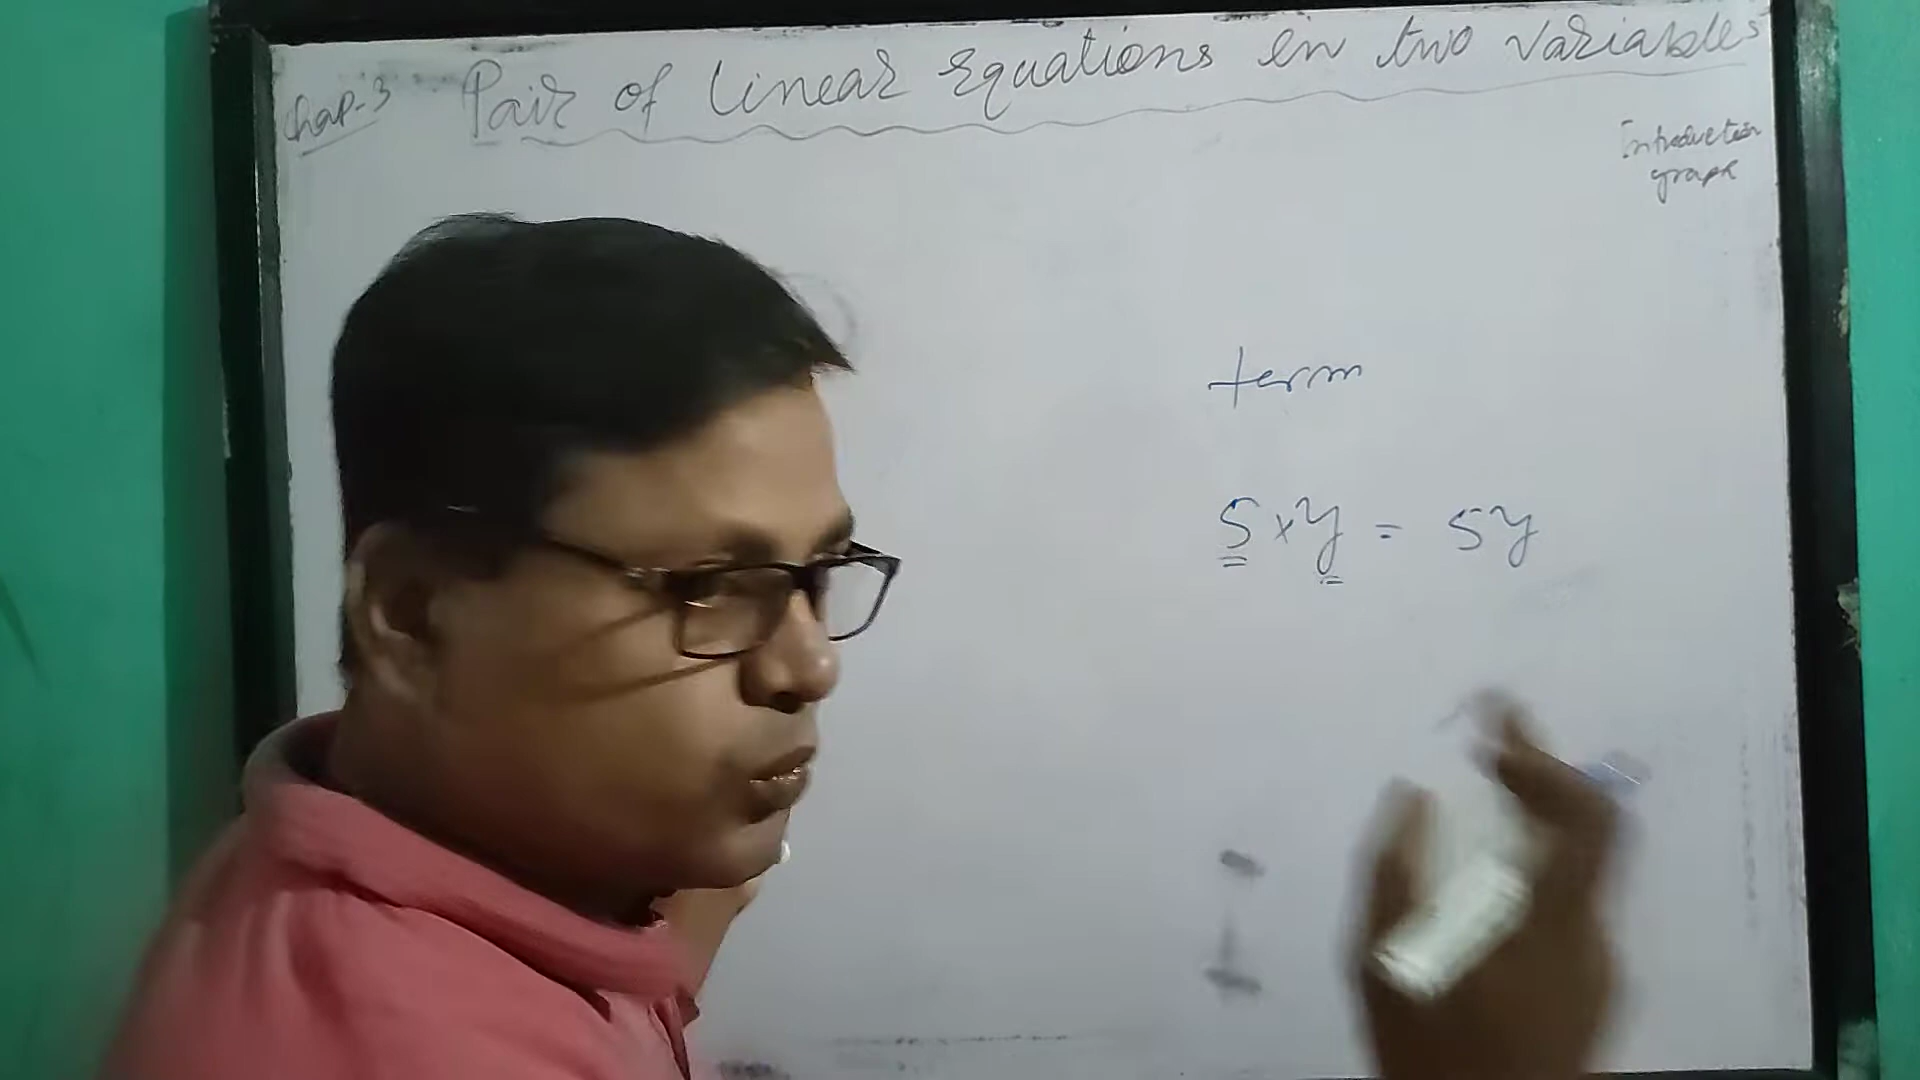 Chap-3 Pair of Linear Equations in two variables
Introduction
graph
term
5 x y = 5y